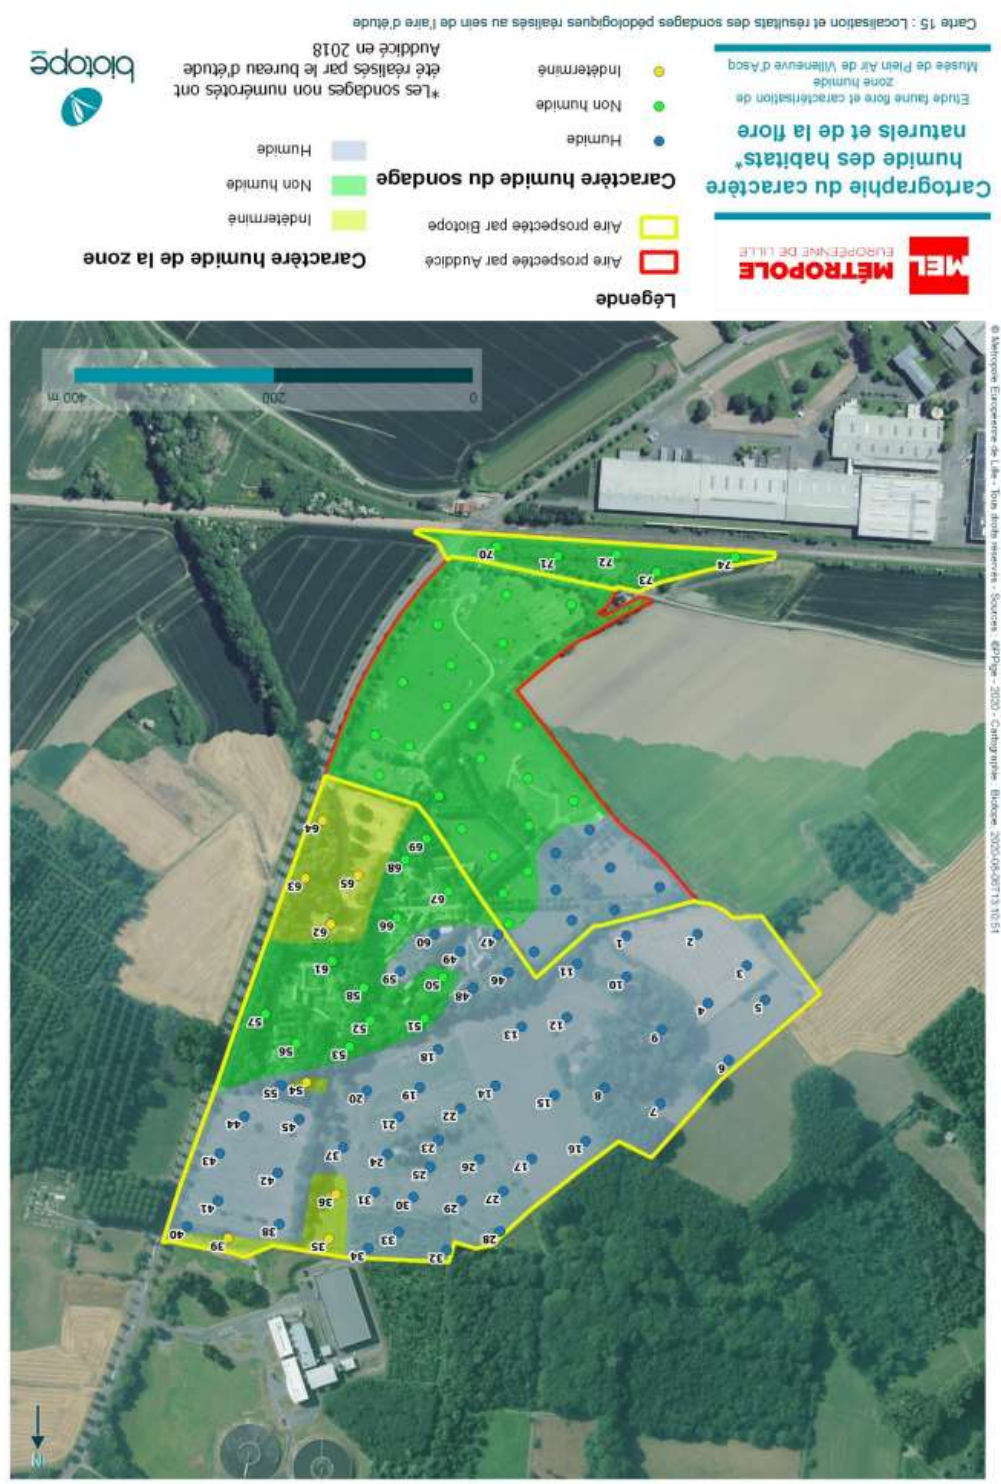 N
40
39
38
35
34
33
32
28
41
42
36
31
30
29
27
43
37
24
25
26
17
16
44
45
21
23
22
55
54
20
19
14
15
8
7
56
53
18
6
57
52
51
13
12
9
58
50
48
46
10
4
5
61
59
49
11
3
62
66
60
47
1
2
63
65
67
68
69
64
70
71
72
73
74
0
200
400 m
© Métropole Européenne de Lille - Tous droits réservés - Sources : ©PPige - 2020 - Cartographie : Biotope, 2020-08-06T13:10:51
MEL
MÉTROPOLE
EUROPÉENNE DE LILLE
Cartographie du caractère
humide des habitats*
naturels et de la flore
Etude faune flore et caractérisation de
zone humide
Musée de Plein Air de Villeneuve d'Ascq
Légende
Aire prospectée par Auddicé
Aire prospectée par Biotope
Caractère humide du sondage
Humide
Non humide
Indéterminé
Caractère humide de la zone
Indéterminé
Non humide
Humide
*Les sondages non numérotés ont
été réalisés par le bureau d'étude
Auddicé en 2018
biotope
Carte 15 : Localisation et résultats des sondages pédologiques réalisés au sein de l'aire d'étude